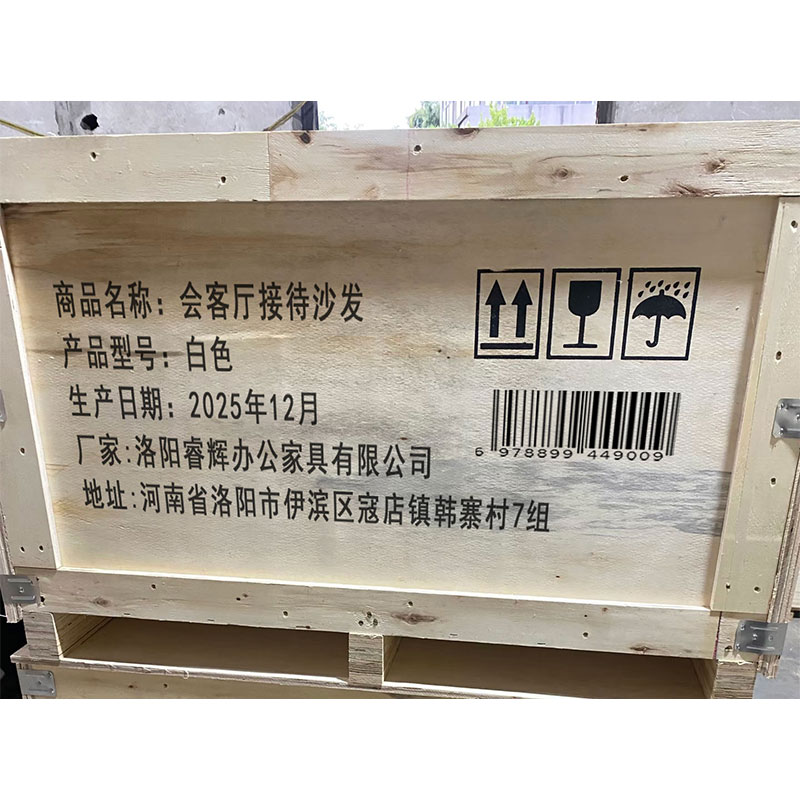 商品名称：会客厅接待沙发
产品型号：白色
生产日期：2025年12月
厂家：洛阳睿辉办公家具有限公司
地址：河南省洛阳市伊滨区寇店镇韩寨村7组
6 978899 449009